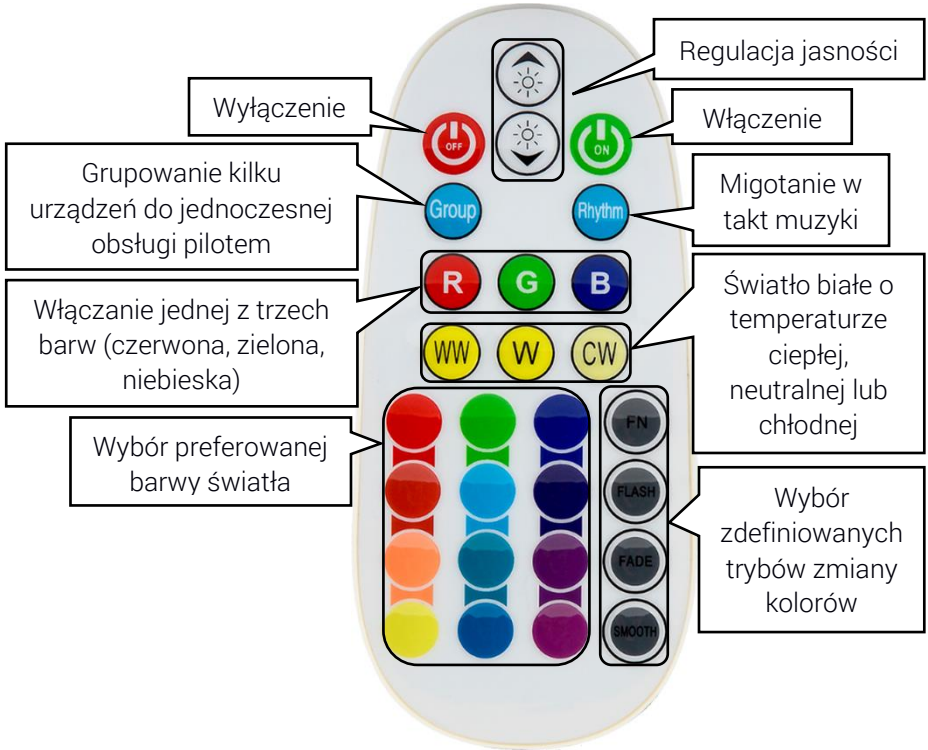 Regulacja jasności
Wyłączenie
Włączenie
OFF
ON
Grupowanie kilku
urządzeń do jednoczesnej
obsługi pilotem
Group
Rhythm
Migotanie w
takt muzyki
Włączanie jednej z trzech
barw (czerwona, zielona,
niebieska)
R G B
WW W CW
Światło białe o
temperaturze
ciepłej,
neutralnej lub
chłodnej
Wybór preferowanej
barwy światła
FN
FLASH
FADE
SMOOTH
Wybór
zdefiniowanych
trybów zmiany
kolorów